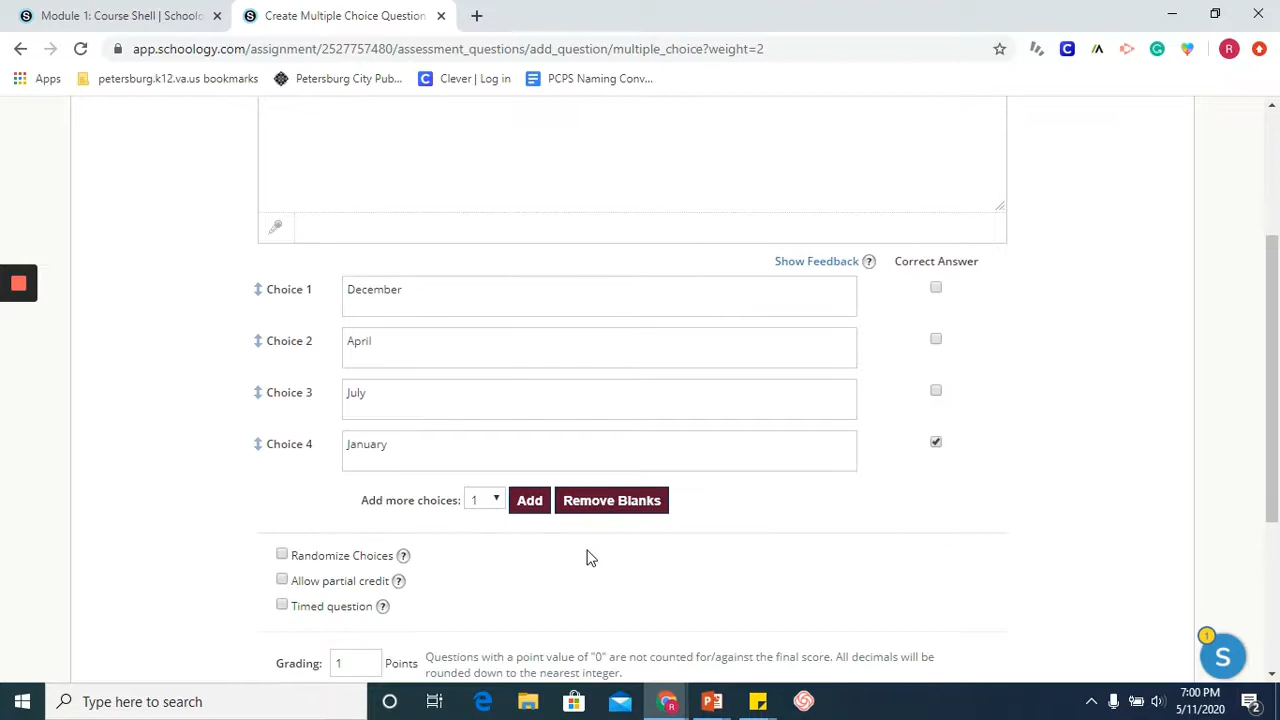 Module 1: Course Shell | Schoolo
Create Multiple Choice Question
app.schoology.com/assignment/2527757480/assessment_questions/add_question/multiple_choice?weight=2
R
Apps
petersburg.k12.va.us bookmarks
Petersburg City Pub...
Clever | Log in
PCPS Naming Conv...
Show Feedback ?
Correct Answer
Choice 1
December
Choice 2
April
Choice 3
July
Choice 4
January
Add more choices:
1
Add
Remove Blanks
Randomize Choices ?
Allow partial credit ?
Timed question ?
Grading:
1
Points
Questions with a point value of "0" are not counted for/against the final score. All decimals will be
rounded down to the nearest integer.
1
S
Type here to search
7:00 PM
5/11/2020
2